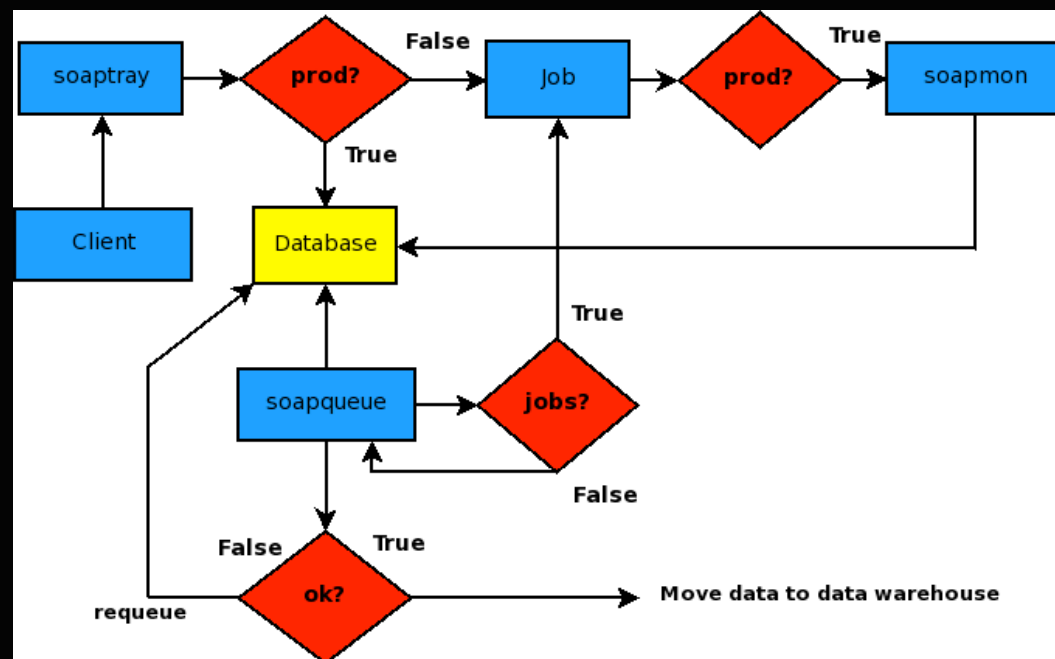 False
True
soaptray
prod?
Job
prod?
soapmon
True
Client
Database
True
soapqueue
jobs?
False
False
True
ok?
requeue
Move data to data warehouse